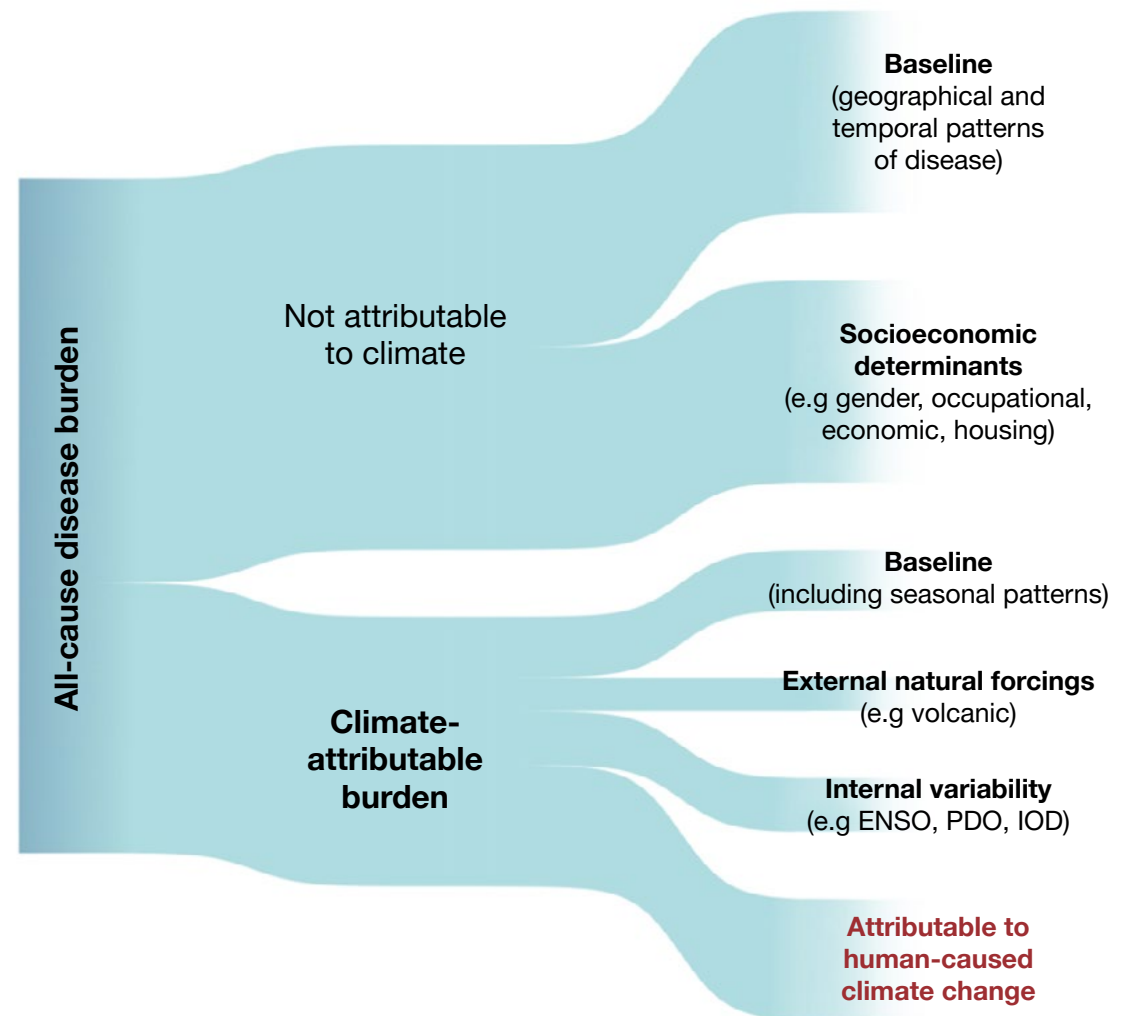 All-cause disease burden
Not attributable
to climate
Climate-
attributable
burden
Baseline
(geographical and
temporal patterns
of disease)
Socioeconomic
determinants
(e.g gender, occupational,
economic, housing)
Baseline
(including seasonal patterns)
External natural forcings
(e.g volcanic)
Internal variability
(e.g ENSO, PDO, IOD)
Attributable to
human-caused
climate change